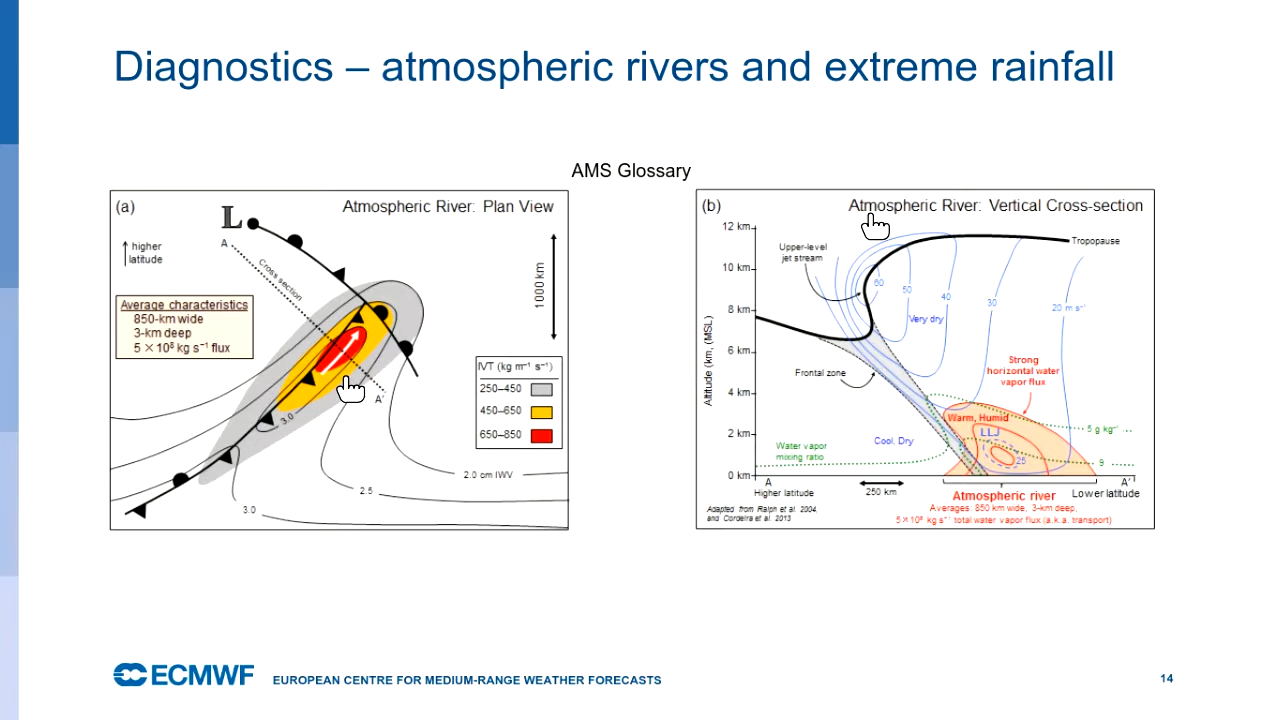 Diagnostics – atmospheric rivers and extreme rainfall
AMS Glossary
(a)
Atmospheric River: Plan View
L
A
higher
latitude
Cross section
1000 km
Average characteristics
850-km wide
3-km deep
5 × 10⁸ kg s⁻¹ flux
IVT (kg m⁻¹ s⁻¹)
250–450
450–650
650–850
A'
3.0
2.0 cm IWV
2.5
3.0
(b)
Atmospheric River: Vertical Cross-section
12 km
10 km
8 km
6 km
4 km
2 km
0 km
Altitude (km, (MSL)
Upper-level
jet stream
Tropopause
60
50
40
30
20 m s⁻¹
Very dry
Frontal zone
Strong
horizontal water
vapor flux
Warm, Humid
LLJ
25
Cool, Dry
Water vapor
mixing ratio
5 g kg⁻¹
9
A
Higher latitude
250 km
A'
Lower latitude
Atmospheric river
Averages: 850 km wide, 3-km deep,
5 × 10⁸ kg s⁻¹ total water vapor flux (a.k.a. transport)
Adapted from Ralph et al. 2004,
and Cordeira et al. 2013
ECMWF
EUROPEAN CENTRE FOR MEDIUM-RANGE WEATHER FORECASTS
14